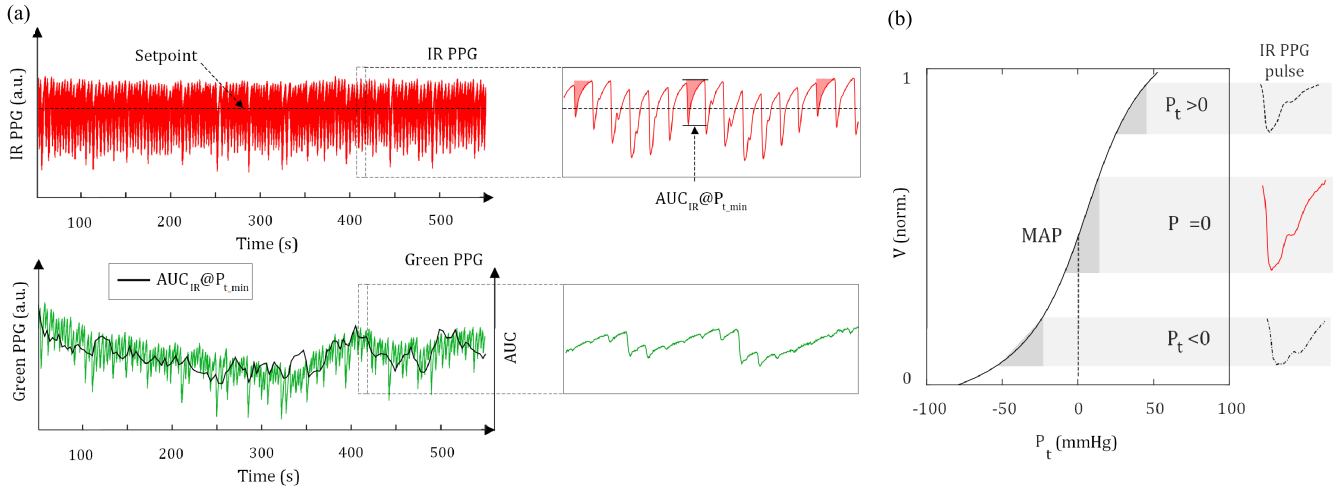 (a)
IR PPG (a.u.)
Setpoint
IR PPG
AUC_IR@P_t_min
100 200 300 400 500
Time (s)
Green PPG (a.u.)
AUC_IR@P_t_min
Green PPG
AUC
100 200 300 400 500
Time (s)
(b)
V (norm.)
1
0
MAP
P_t >0
P =0
P_t <0
IR PPG
pulse
-100 -50 0 50 100
P_t (mmHg)